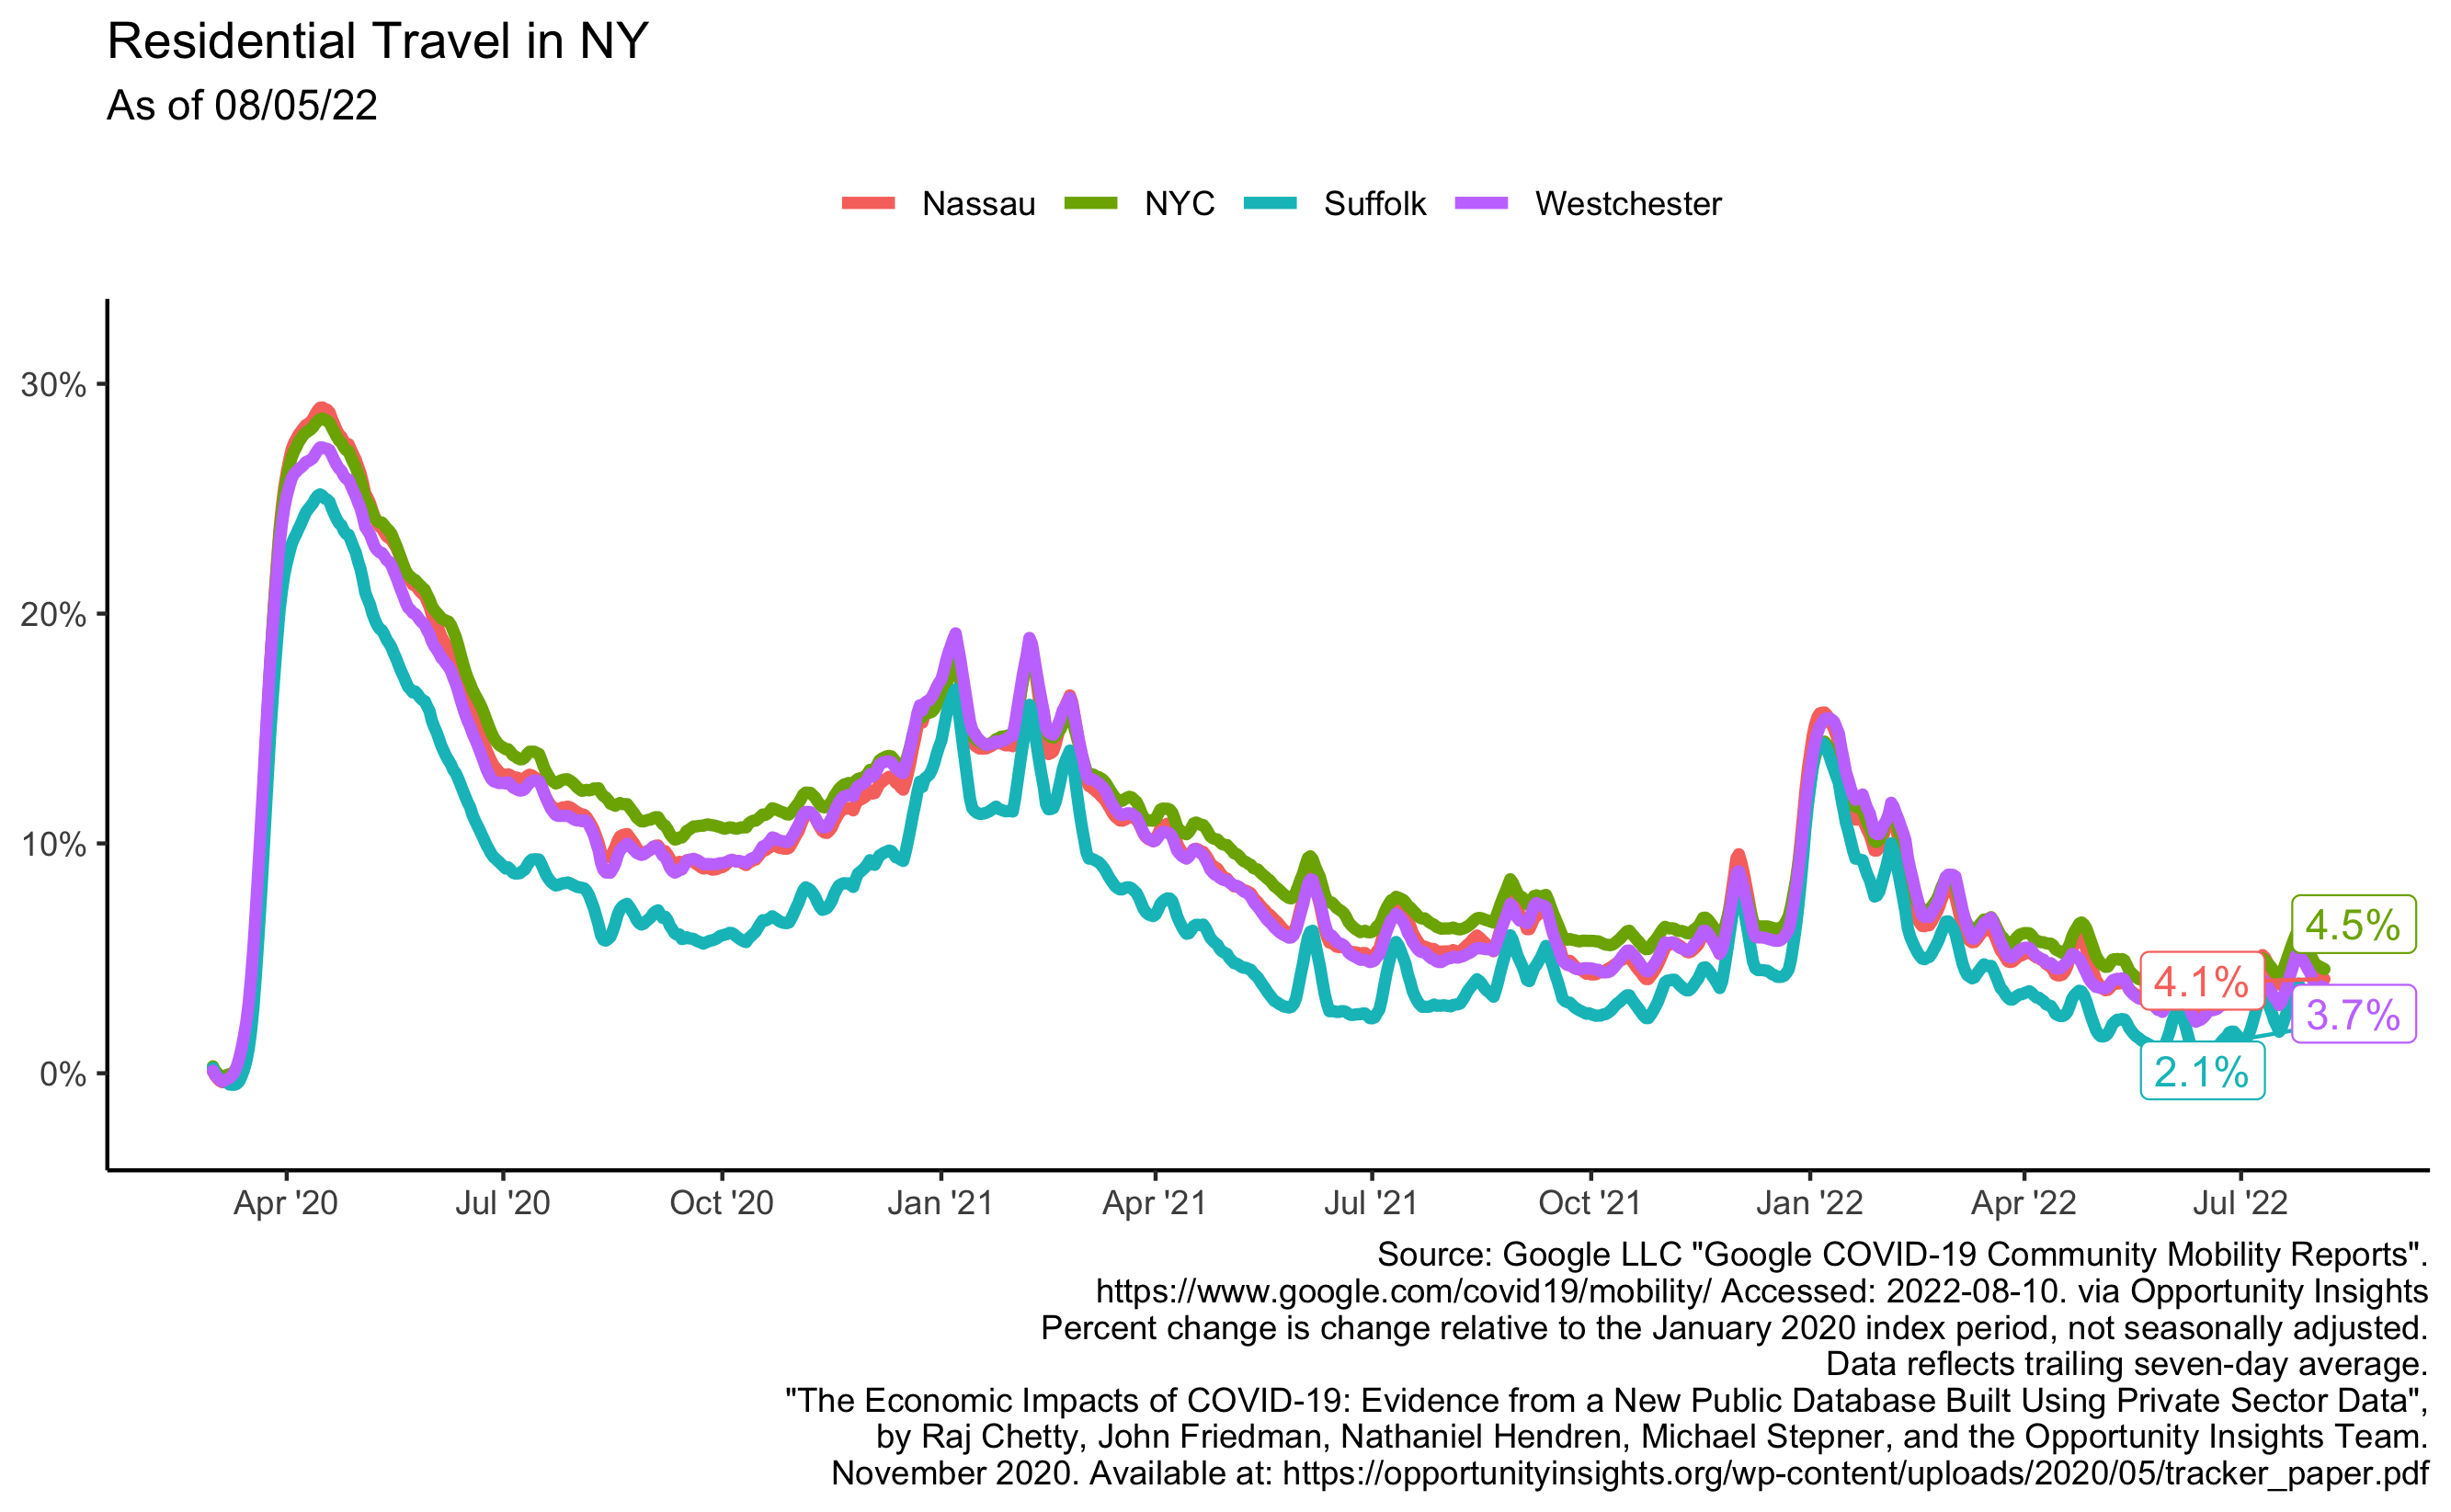 Residential Travel in NY
As of 08/05/22
Nassau NYC Suffolk Westchester
30%
20%
10%
0%
4.5%
4.1%
3.7%
2.1%
Apr '20 Jul '20 Oct '20 Jan '21 Apr '21 Jul '21 Oct '21 Jan '22 Apr '22 Jul '22
Source: Google LLC "Google COVID-19 Community Mobility Reports".
https://www.google.com/covid19/mobility/ Accessed: 2022-08-10. via Opportunity Insights
Percent change is change relative to the January 2020 index period, not seasonally adjusted.
Data reflects trailing seven-day average.
"The Economic Impacts of COVID-19: Evidence from a New Public Database Built Using Private Sector Data",
by Raj Chetty, John Friedman, Nathaniel Hendren, Michael Stepner, and the Opportunity Insights Team.
November 2020. Available at: https://opportunityinsights.org/wp-content/uploads/2020/05/tracker_paper.pdf